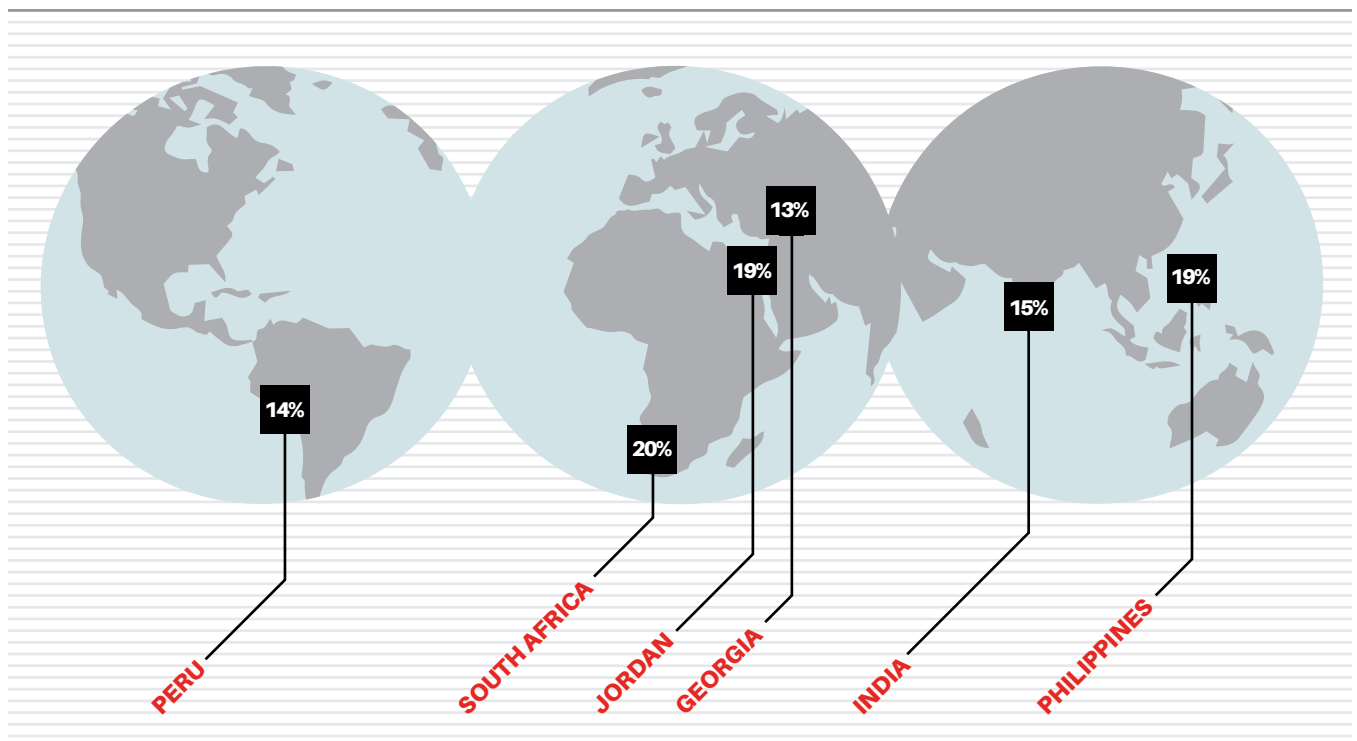 13%
19%
19%
15%
14%
20%
PERU
SOUTH AFRICA
JORDAN
GEORGIA
INDIA
PHILIPPINES